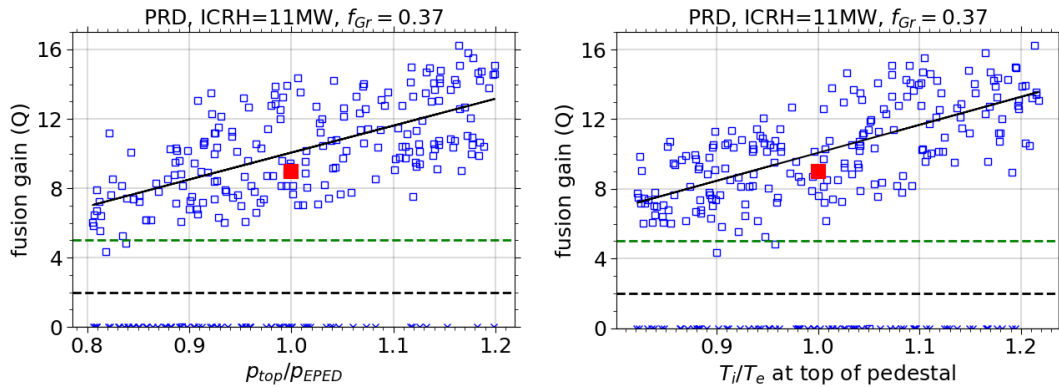 PRD, ICRH=11MW, f_Gr = 0.37
16
12
8
4
0
fusion gain (Q)
0.8 0.9 1.0 1.1 1.2
p_top/p_EPED
PRD, ICRH=11MW, f_Gr = 0.37
16
12
8
4
0
fusion gain (Q)
0.9 1.0 1.1 1.2
T_i/T_e at top of pedestal